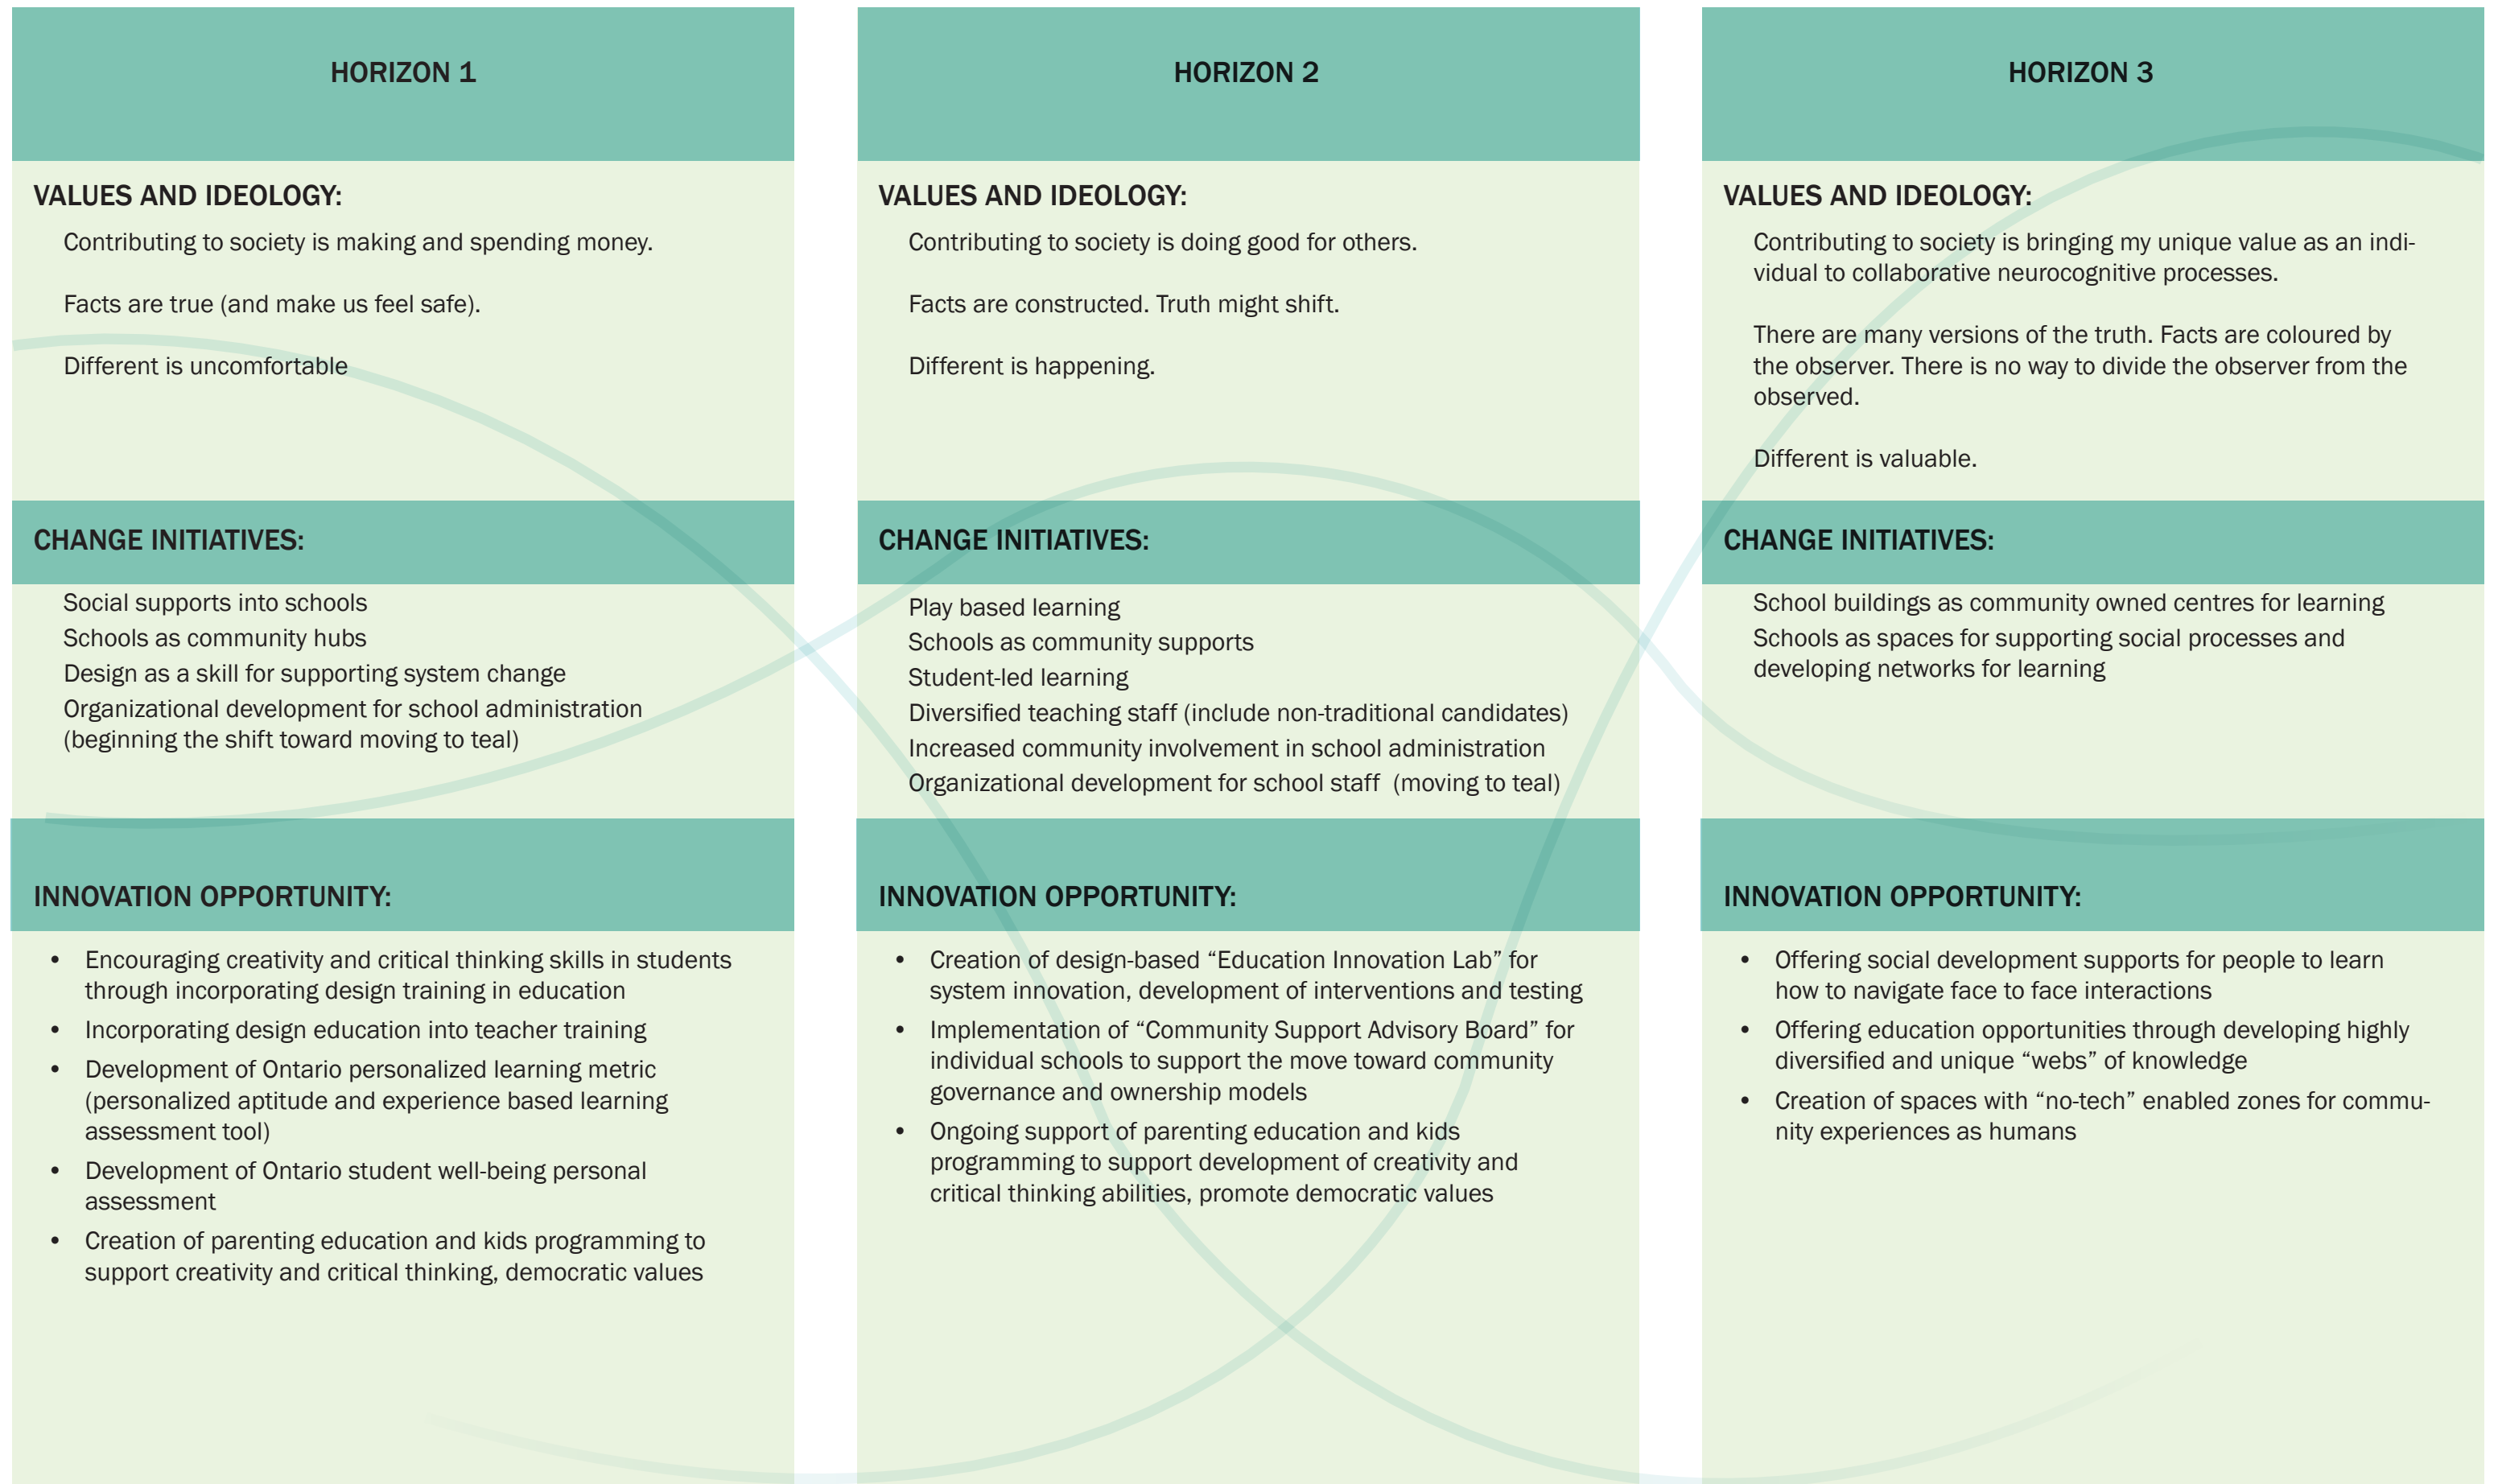 HORIZON 1
VALUES AND IDEOLOGY:
Contributing to society is making and spending money.
Facts are true (and make us feel safe).
Different is uncomfortable
CHANGE INITIATIVES:
Social supports into schools
Schools as community hubs
Design as a skill for supporting system change
Organizational development for school administration
(beginning the shift toward moving to teal)
INNOVATION OPPORTUNITY:
• Encouraging creativity and critical thinking skills in students
through incorporating design training in education
• Incorporating design education into teacher training
• Development of Ontario personalized learning metric
(personalized aptitude and experience based learning
assessment tool)
• Development of Ontario student well-being personal
assessment
• Creation of parenting education and kids programming to
support creativity and critical thinking, democratic values
HORIZON 2
VALUES AND IDEOLOGY:
Contributing to society is doing good for others.
Facts are constructed. Truth might shift.
Different is happening.
CHANGE INITIATIVES:
Play based learning
Schools as community supports
Student-led learning
Diversified teaching staff (include non-traditional candidates)
Increased community involvement in school administration
Organizational development for school staff  (moving to teal)
INNOVATION OPPORTUNITY:
• Creation of design-based “Education Innovation Lab” for
system innovation, development of interventions and testing
• Implementation of “Community Support Advisory Board” for
individual schools to support the move toward community
governance and ownership models
• Ongoing support of parenting education and kids
programming to support development of creativity and
critical thinking abilities, promote democratic values
HORIZON 3
VALUES AND IDEOLOGY:
Contributing to society is bringing my unique value as an indi-
vidual to collaborative neurocognitive processes.
There are many versions of the truth. Facts are coloured by
the observer. There is no way to divide the observer from the
observed.
Different is valuable.
CHANGE INITIATIVES:
School buildings as community owned centres for learning
Schools as spaces for supporting social processes and
developing networks for learning
INNOVATION OPPORTUNITY:
• Offering social development supports for people to learn
how to navigate face to face interactions
• Offering education opportunities through developing highly
diversified and unique “webs” of knowledge
• Creation of spaces with “no-tech” enabled zones for commu-
nity experiences as humans